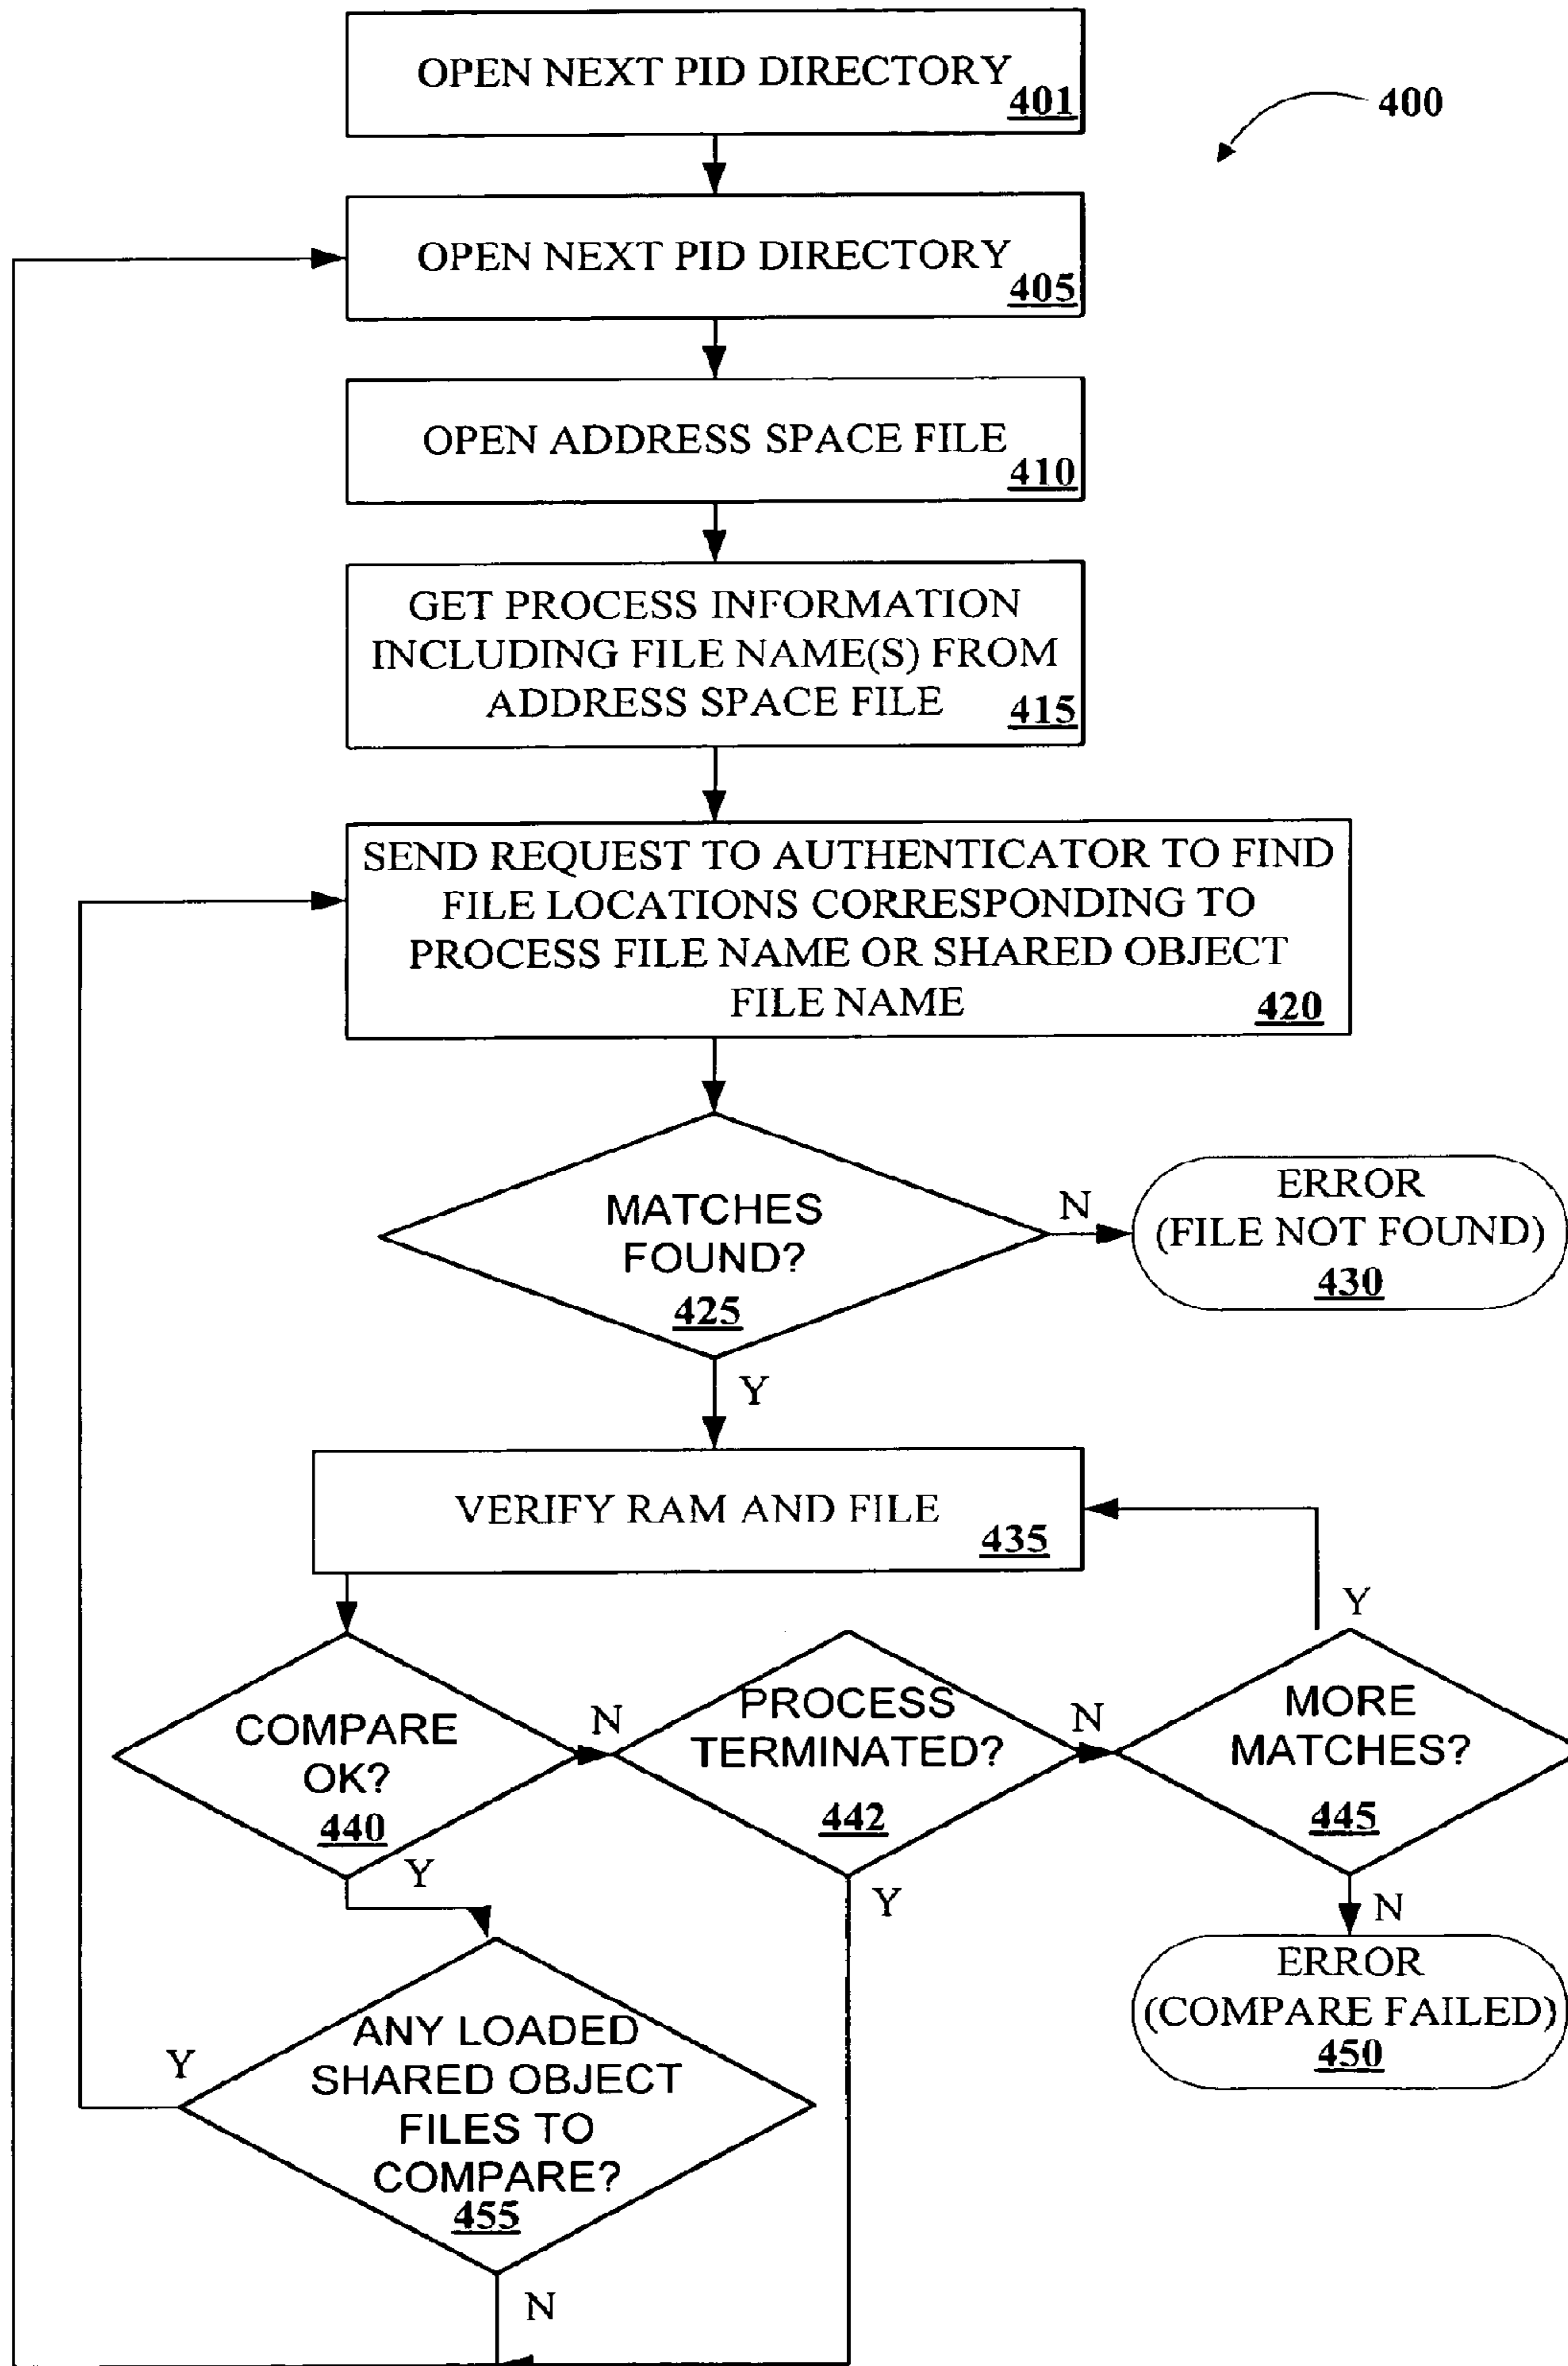 OPEN NEXT PID DIRECTORY
401
400
OPEN NEXT PID DIRECTORY
405
OPEN ADDRESS SPACE FILE
410
GET PROCESS INFORMATION
INCLUDING FILE NAME(S) FROM
ADDRESS SPACE FILE
415
SEND REQUEST TO AUTHENTICATOR TO FIND
FILE LOCATIONS CORRESPONDING TO
PROCESS FILE NAME OR SHARED OBJECT
FILE NAME
420
MATCHES
FOUND?
425
N
ERROR
(FILE NOT FOUND)
430
Y
VERIFY RAM AND FILE
435
COMPARE
OK?
440
N
PROCESS
TERMINATED?
442
N
MORE
MATCHES?
445
Y
Y
Y
N
ERROR
(COMPARE FAILED)
450
ANY LOADED
SHARED OBJECT
FILES TO
COMPARE?
455
Y
N